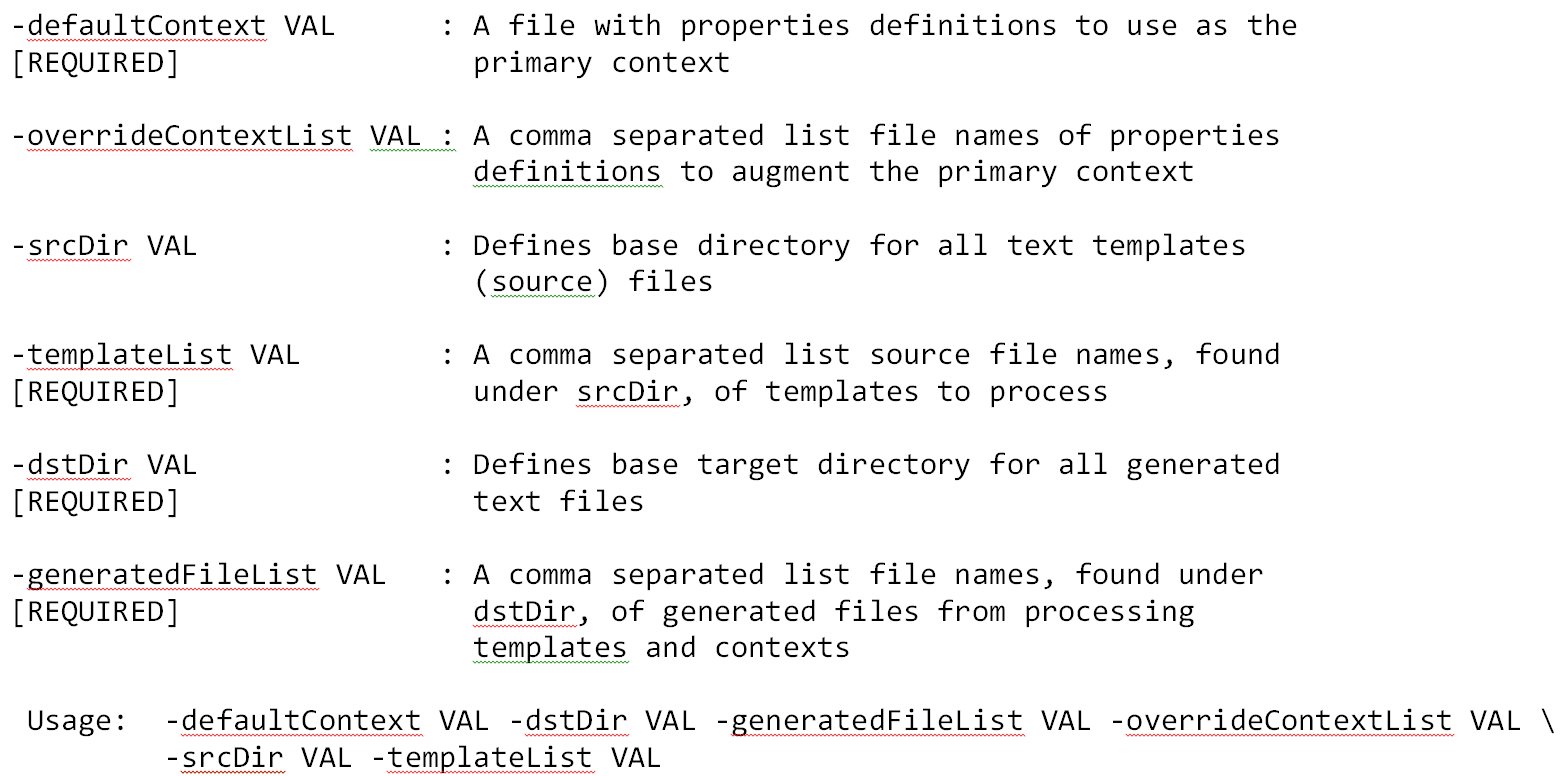 -defaultContext VAL : A file with properties definitions to use as the
[REQUIRED] primary context
-overrideContextList VAL : A comma separated list file names of properties
definitions to augment the primary context
-srcDir VAL : Defines base directory for all text templates
(source) files
-templateList VAL : A comma separated list source file names, found
[REQUIRED] under srcDir, of templates to process
-dstDir VAL : Defines base target directory for all generated
[REQUIRED] text files
-generatedFileList VAL : A comma separated list file names, found under
[REQUIRED] dstDir, of generated files from processing
templates and contexts
Usage: -defaultContext VAL -dstDir VAL -generatedFileList VAL -overrideContextList VAL \
-srcDir VAL -templateList VAL